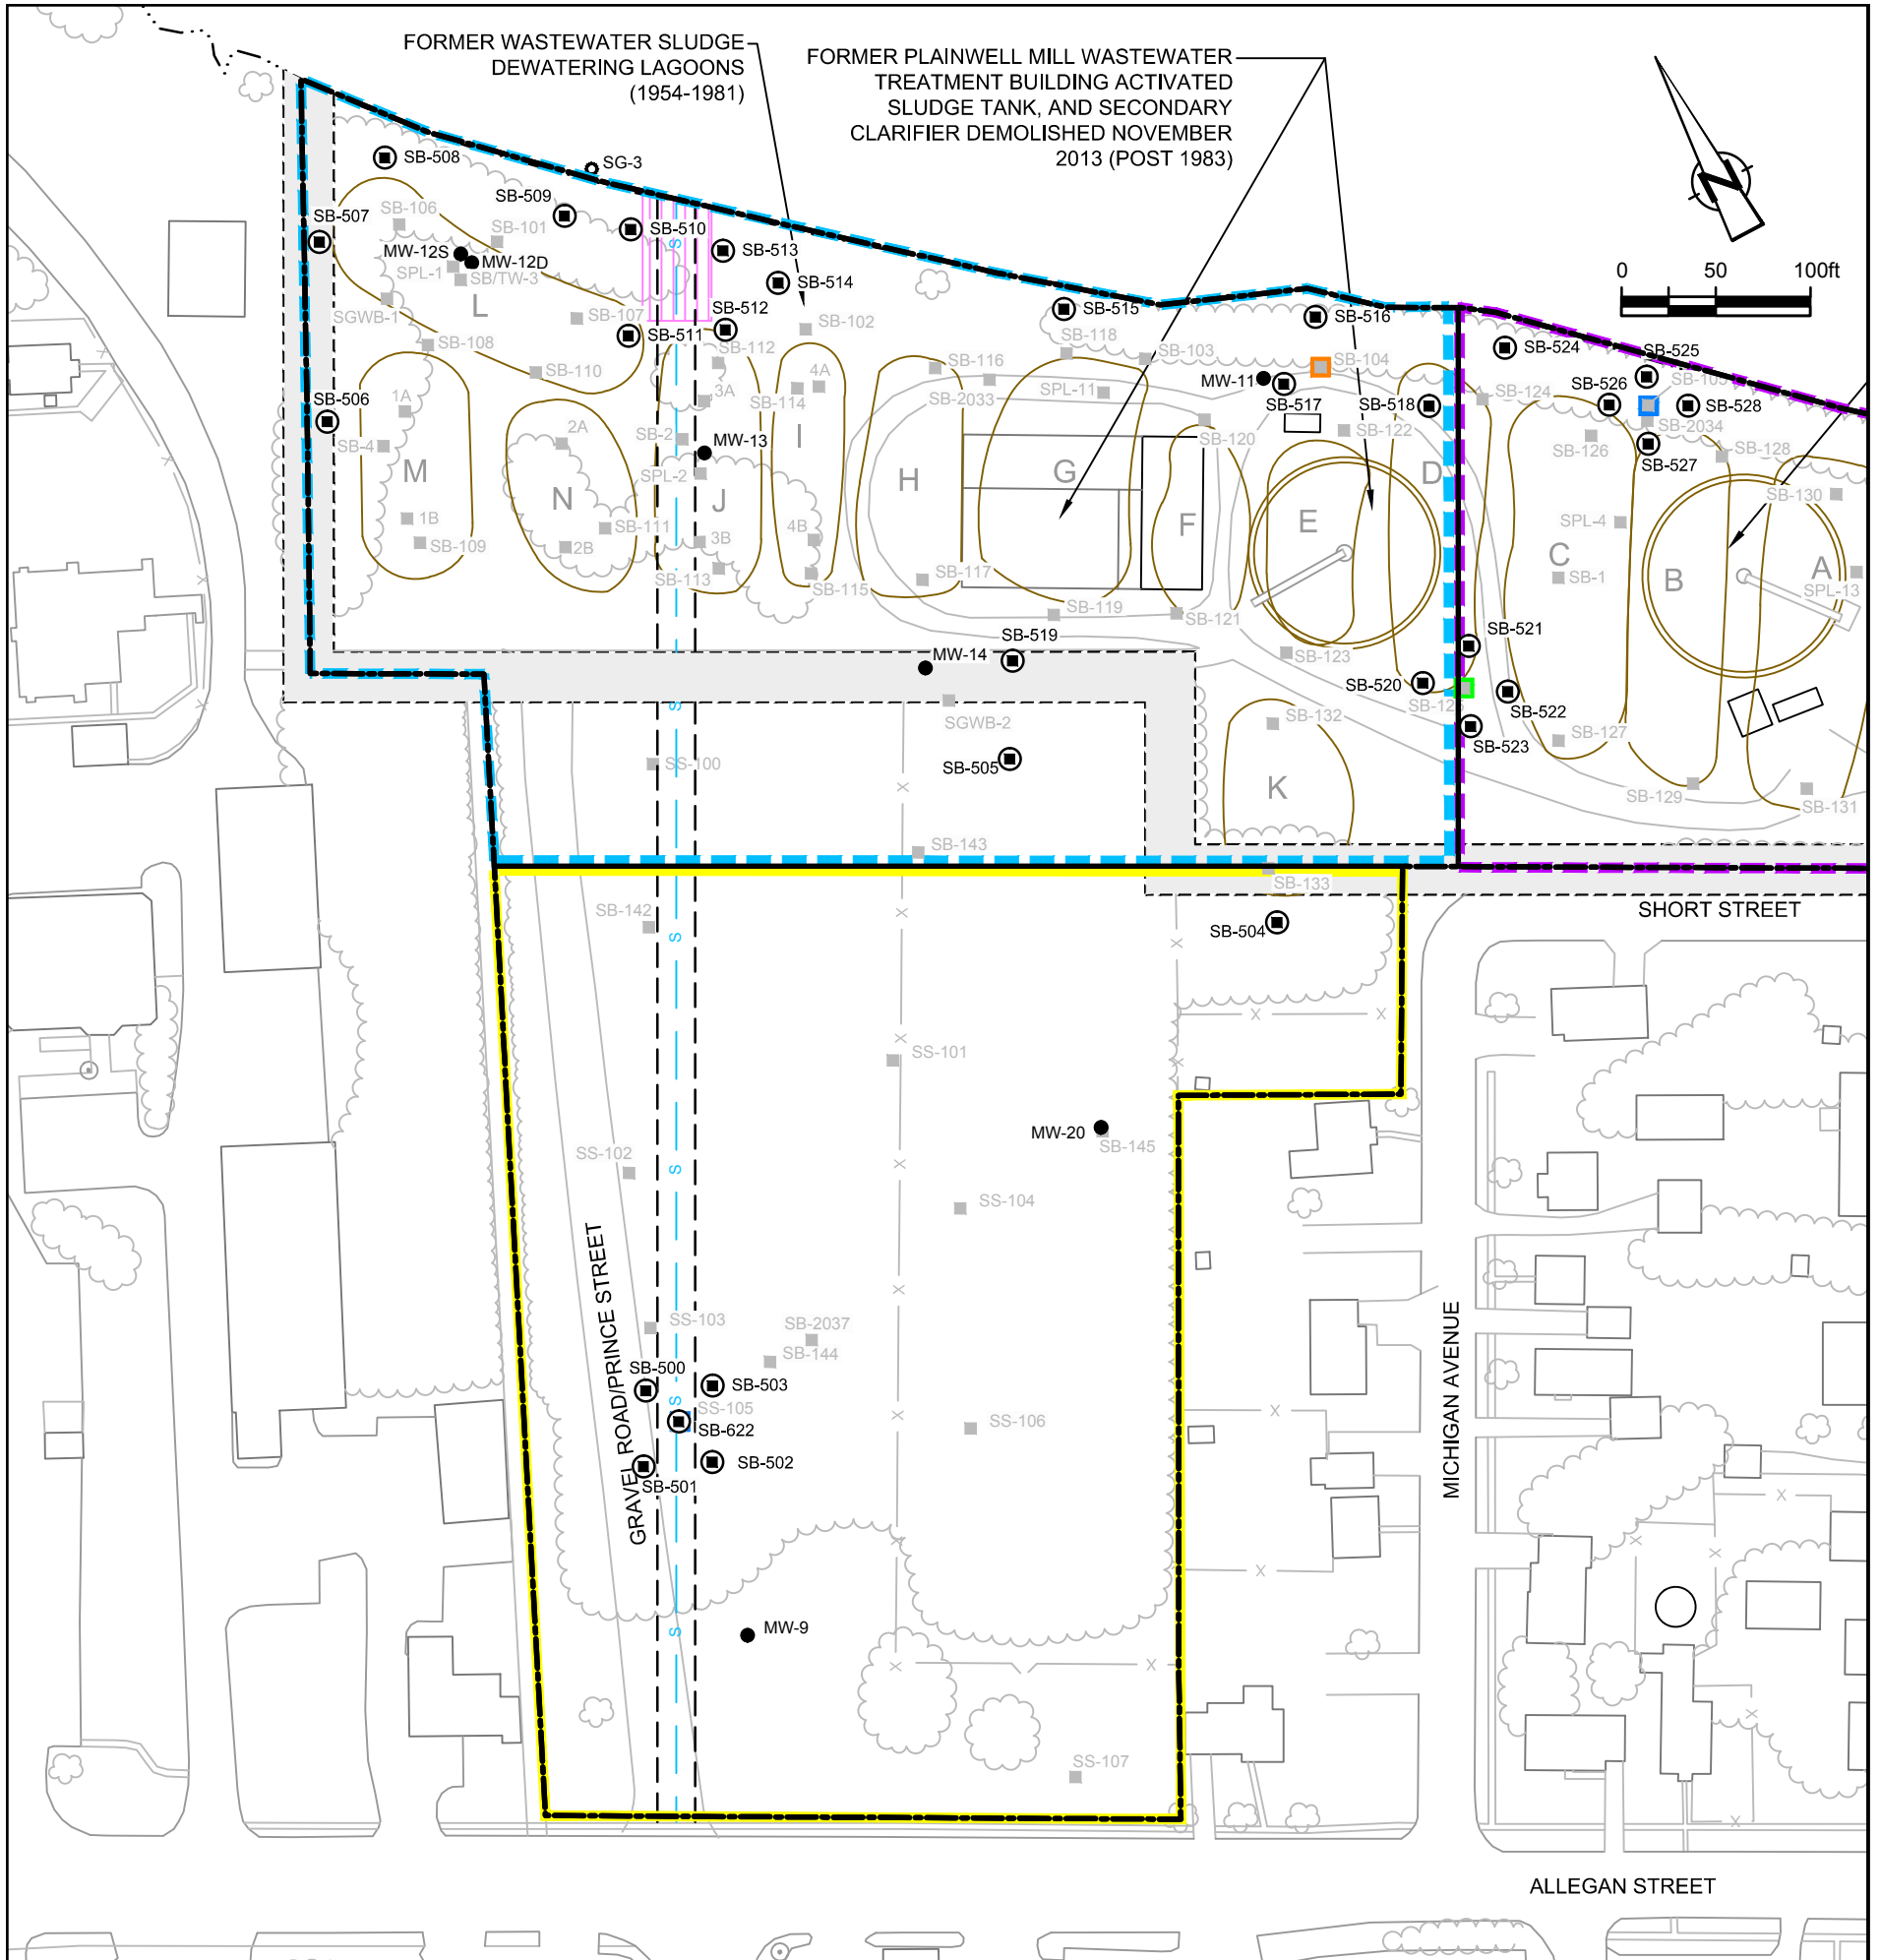 FORMER WASTEWATER SLUDGE
DEWATERING LAGOONS
(1954-1981)
FORMER PLAINWELL MILL WASTEWATER
TREATMENT BUILDING ACTIVATED
SLUDGE TANK, AND SECONDARY
CLARIFIER DEMOLISHED NOVEMBER
2013 (POST 1983)
N
0 50 100ft
SB-508
SG-3
SB-509
SB-507
SB-106
SB-101
SB-510
SB-513
MW-12S
MW-12D
SPL-1
SB/TW-3
SB-514
L
SGWB-1
SB-107
SB-512
SB-102
SB-511
SB-108
SB-112
SB-110
SB-515
SB-118
SB-103
SB-516
SB-104
SB-524
SB-525
SB-105
SB-526
SB-528
SB-2034
SB-527
SB-116
SB-2033
SPL-11
MW-11
SB-517
SB-518
SB-124
SB-126
SB-128
SB-506
1A
SB-4
M
2A
3A
SB-2
MW-13
SPL-2
4A
SB-114
I
H
G
SB-120
SB-122
D
SB-130
N
J
F
E
SPL-4
C
B
A
1B
SB-109
SB-111
2B
3B
4B
SB-113
SB-115
SB-117
SB-119
SB-121
SB-1
SPL-13
SB-519
MW-14
SB-123
SB-521
SB-520
SB-125
SB-522
SGWB-2
SB-132
SB-523
SB-127
S
S
SS-100
SB-505
K
SB-129
SB-131
SB-143
SB-133
SHORT STREET
SB-142
SB-504
S
SS-101
MW-20
SB-145
SS-102
S
SS-104
GRAVEL ROAD/PRINCE STREET
MICHIGAN AVENUE
SS-103
SB-2037
SB-144
SB-500
SB-503
S
SS-105
SB-622
SS-106
SB-502
SB-501
S
MW-9
SS-107
ALLEGAN STREET